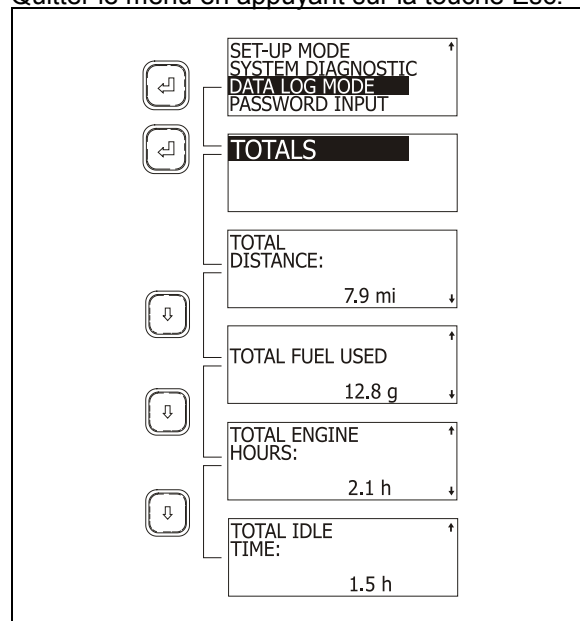 Quitter le menu en appuyant sur la touche Esc.
SET-UP MODE
SYSTEM DIAGNOSTIC
DATA LOG MODE
PASSWORD INPUT
TOTALS
TOTAL
DISTANCE:
7.9 mi
TOTAL FUEL USED
12.8 g
TOTAL ENGINE
HOURS:
2.1 h
TOTAL IDLE
TIME:
1.5 h